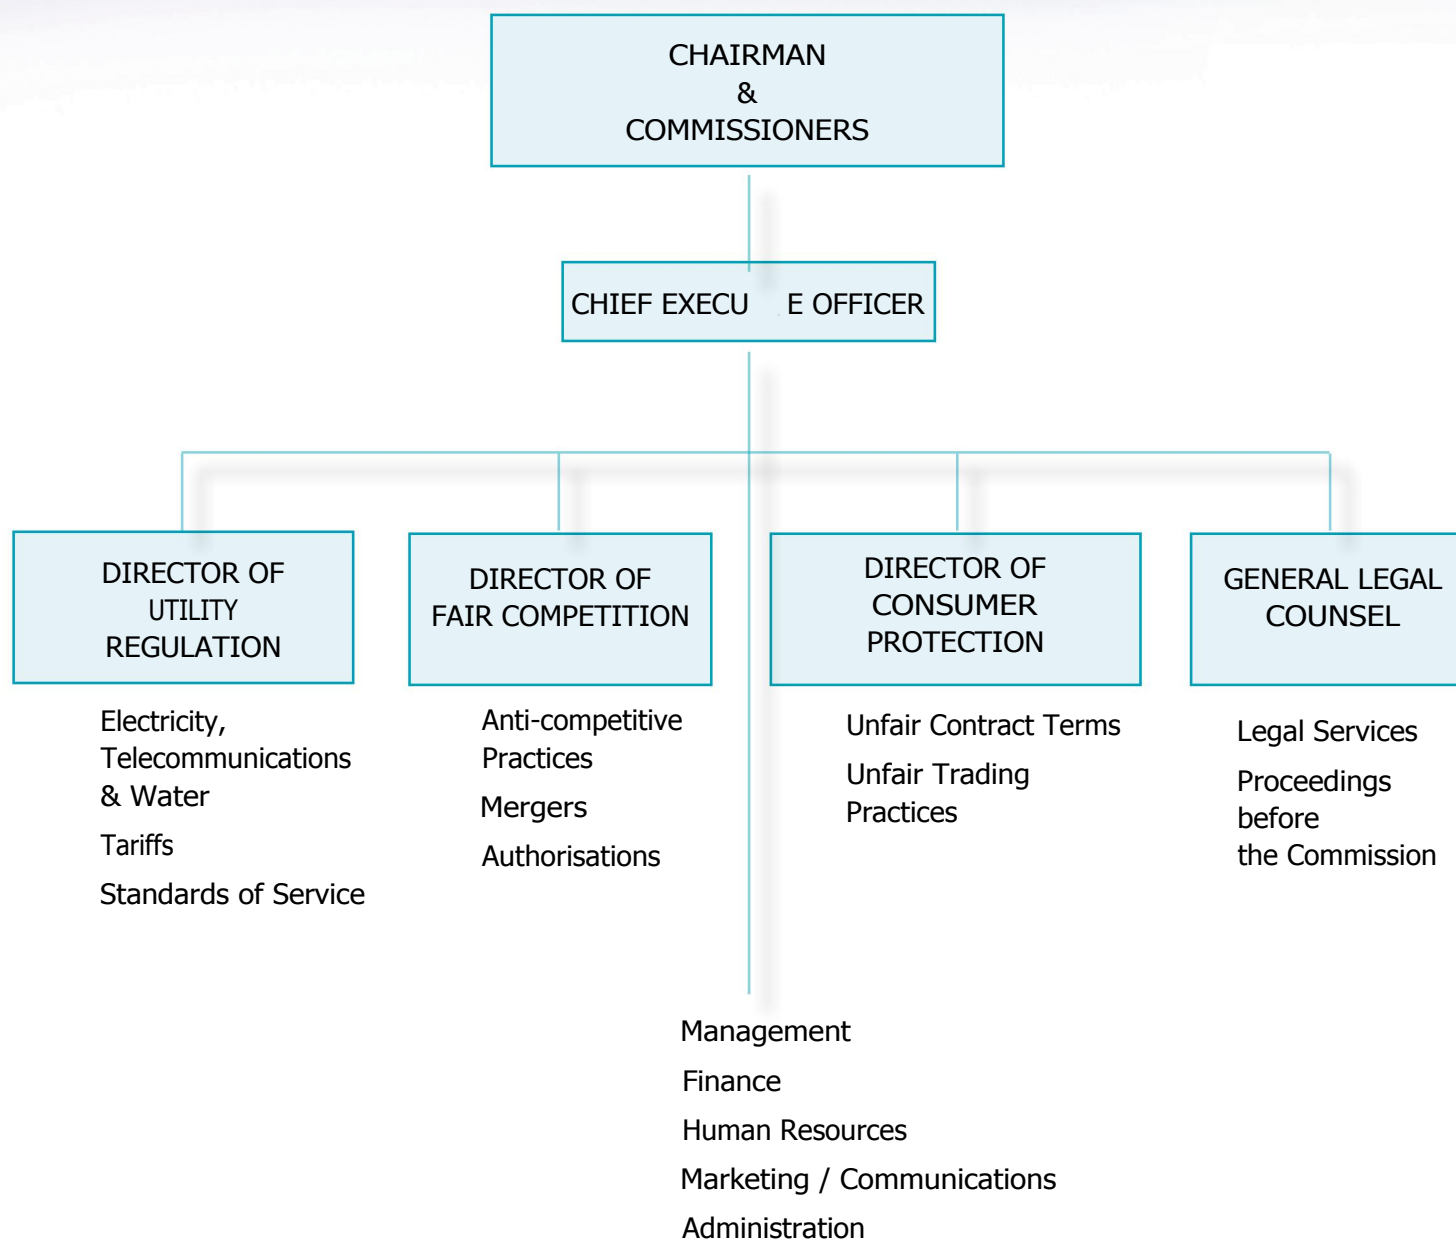 CHAIRMAN
&
COMMISSIONERS
CHIEF EXECU E OFFICER
DIRECTOR OF
UTILITY
REGULATION
Electricity,
Telecommunications
& Water
Tariffs
Standards of Service
DIRECTOR OF
FAIR COMPETITION
Anti-competitive
Practices
Mergers
Authorisations
DIRECTOR OF
CONSUMER
PROTECTION
Unfair Contract Terms
Unfair Trading
Practices
GENERAL LEGAL
COUNSEL
Legal Services
Proceedings
before
the Commission
Management
Finance
Human Resources
Marketing / Communications
Administration